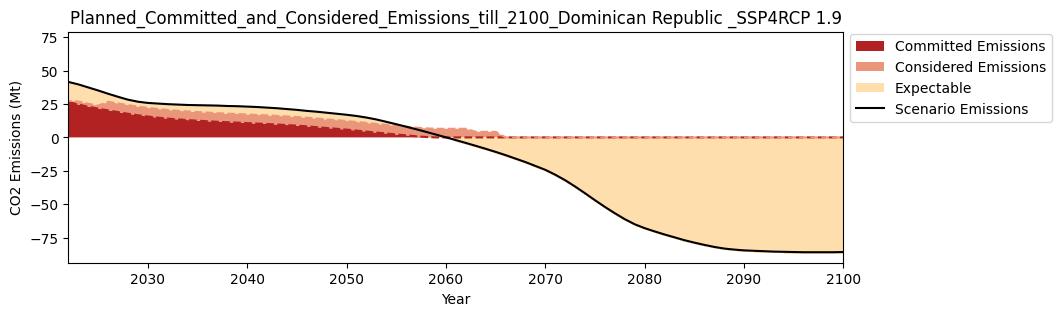 Planned_Committed_and_Considered_Emissions_till_2100_Dominican Republic _SSP4RCP 1.9
Committed Emissions
Considered Emissions
Expectable
Scenario Emissions
CO2 Emissions (Mt)
75
50
25
0
−25
−50
−75
2030 2040 2050 2060 2070 2080 2090 2100
Year